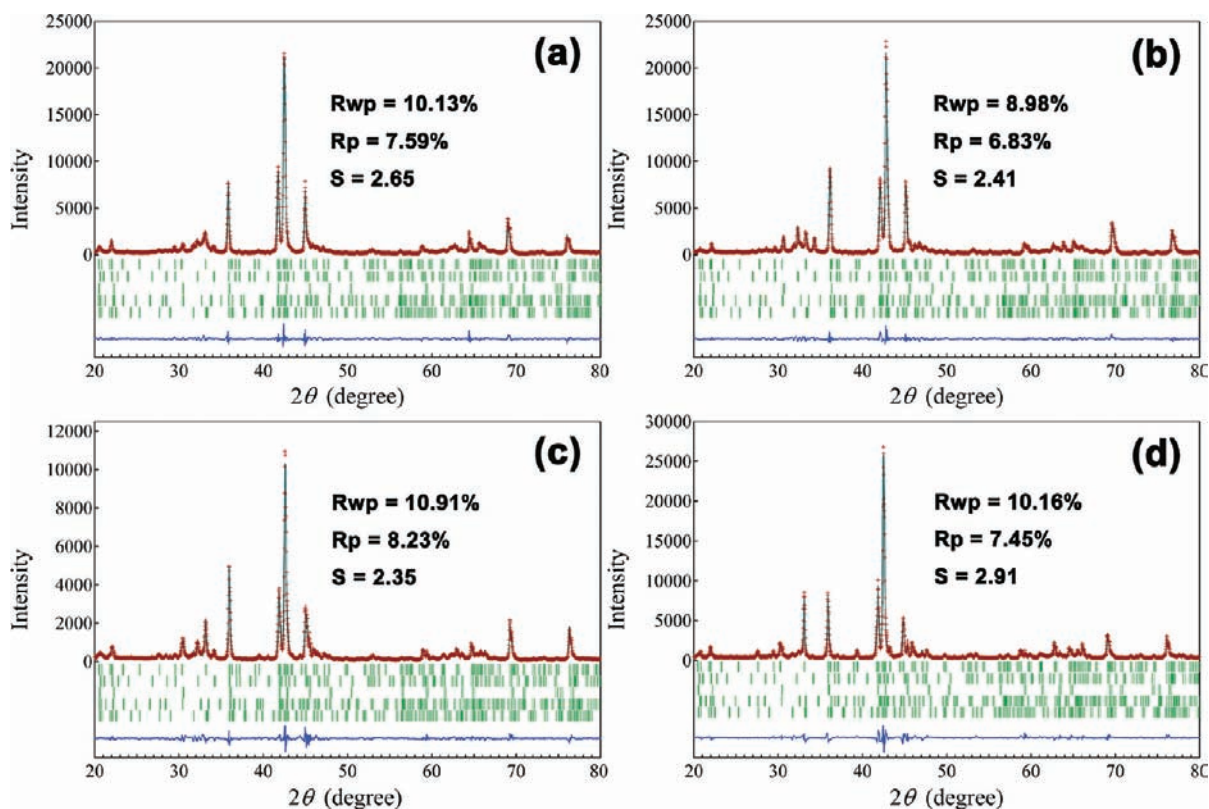 25000
20000
15000
10000
5000
0
Intensity
(a)
Rwp = 10.13%
Rp = 7.59%
S = 2.65
20 30 40 50 60 70 80
2θ (degree)
25000
20000
15000
10000
5000
0
Intensity
(b)
Rwp = 8.98%
Rp = 6.83%
S = 2.41
20 30 40 50 60 70 80
2θ (degree)
12000
10000
8000
6000
4000
2000
0
Intensity
(c)
Rwp = 10.91%
Rp = 8.23%
S = 2.35
20 30 40 50 60 70 80
2θ (degree)
30000
25000
20000
15000
10000
5000
0
Intensity
(d)
Rwp = 10.16%
Rp = 7.45%
S = 2.91
20 30 40 50 60 70 80
2θ (degree)